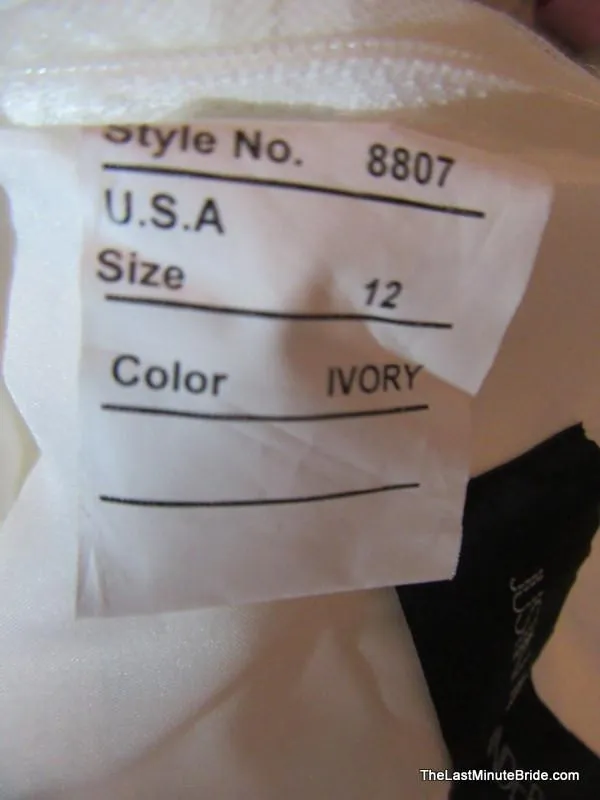 Style No. 8807
U.S.A
Size 12
Color IVORY
TheLastMinuteBride.com